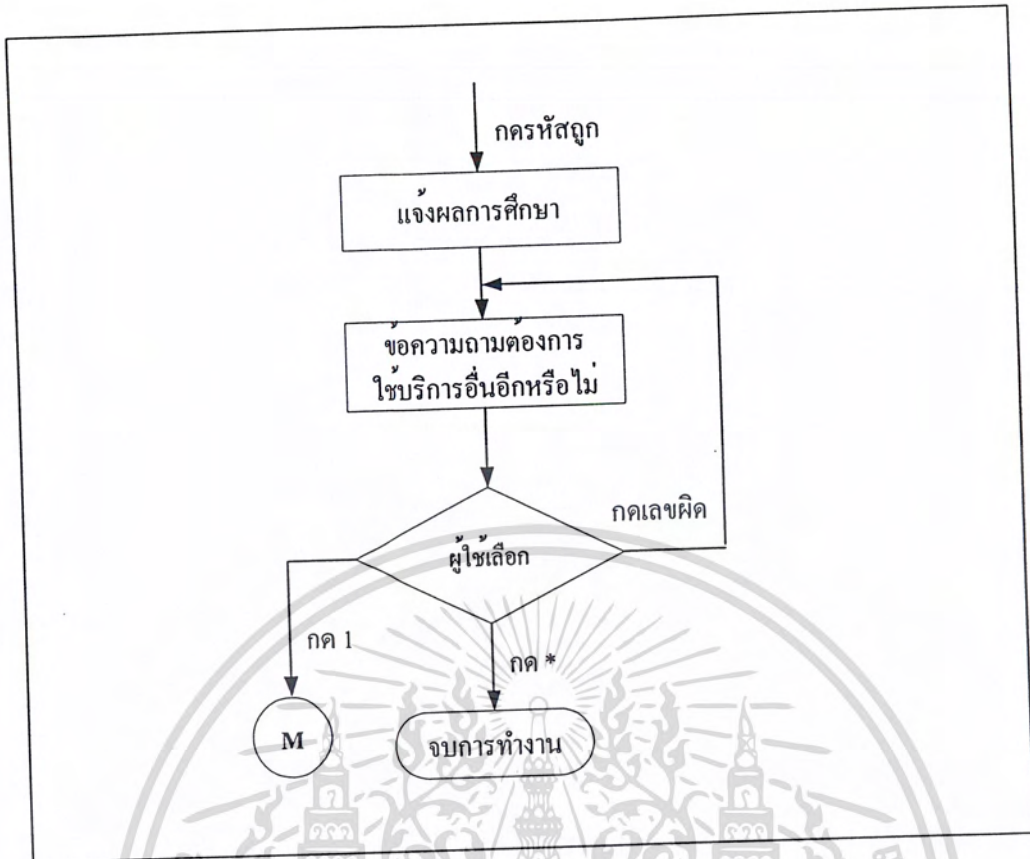 กดรหัสถูก
แจ้งผลการศึกษา
ข้อความถามต้องการ
ใช้บริการอื่นอีกหรือไม่
กดเลขผิด
ผู้ใช้เลือก
กด 1
กด *
M
จบการทำงาน